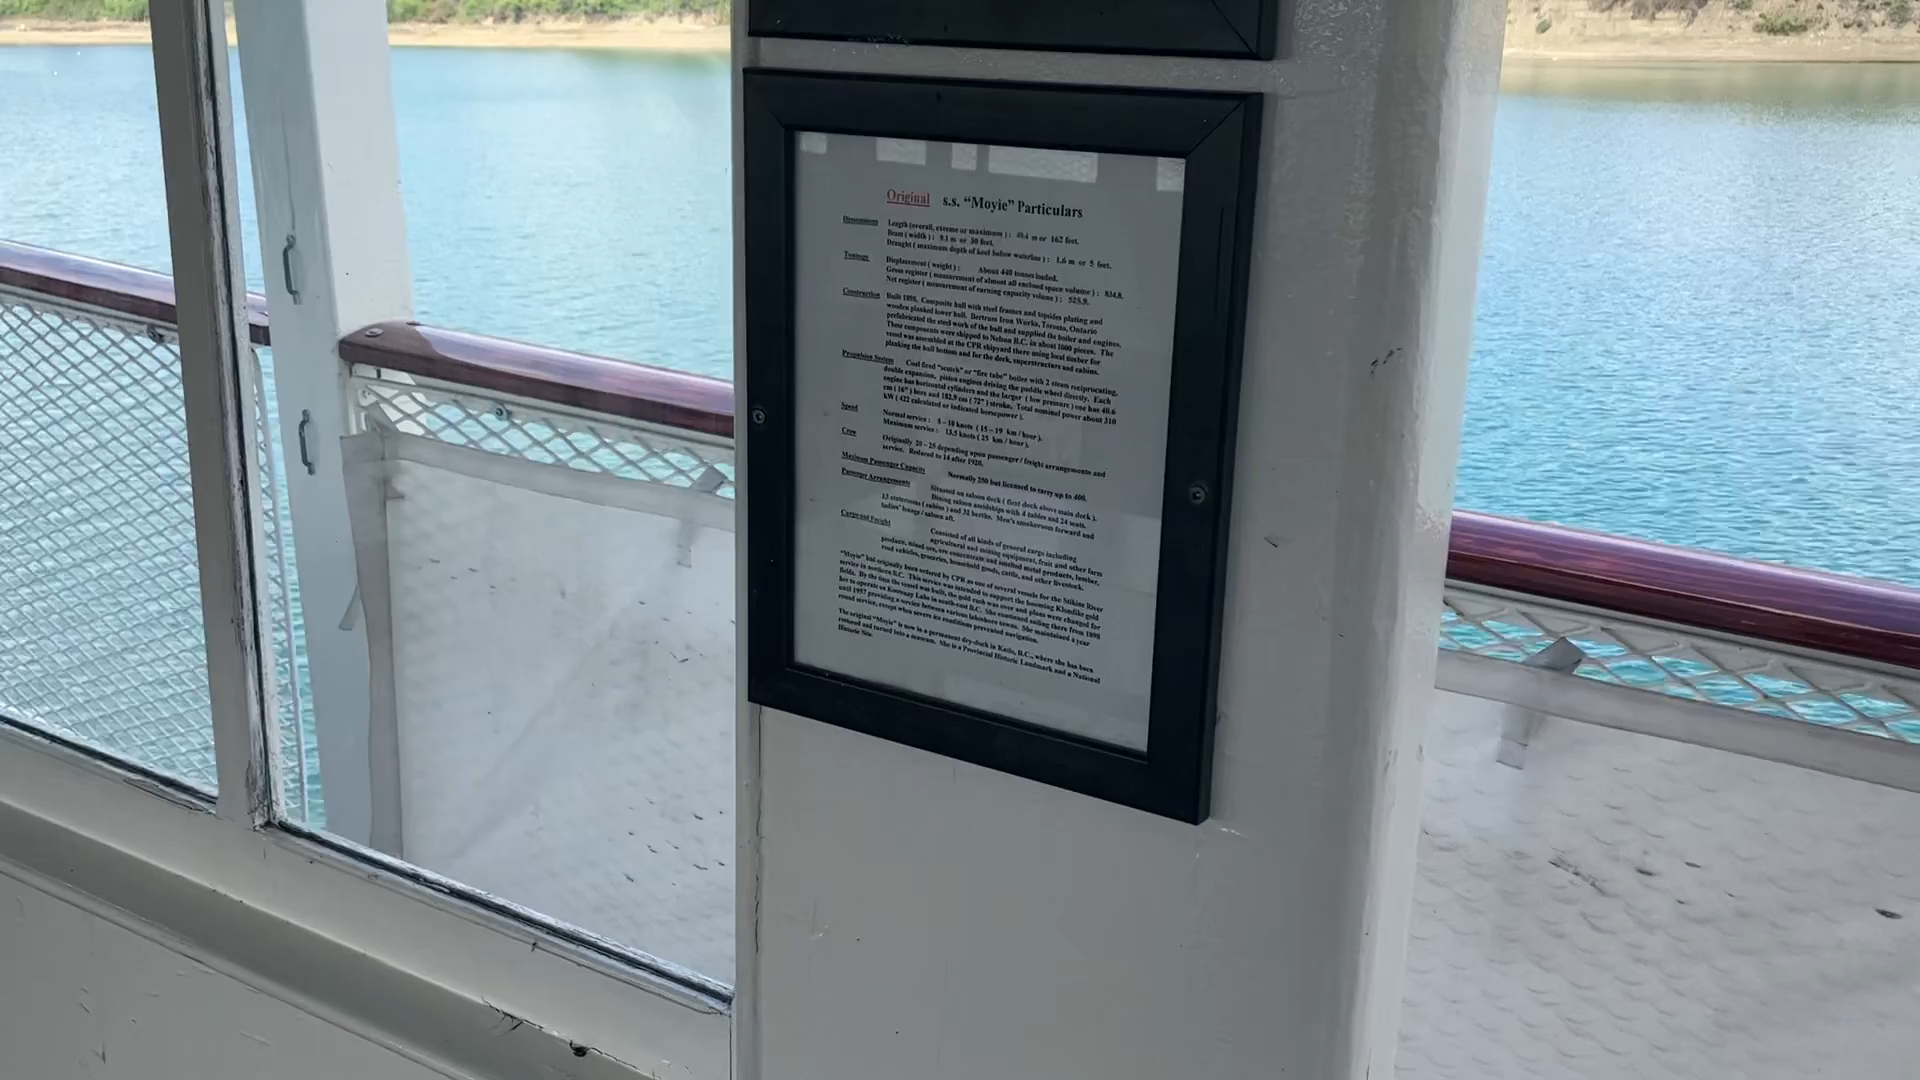 Original s.s. "Moyie" Particulars
Dimensions Length (overall, extreme or maximum ) : 49.4 m or 162 feet.
Beam ( width ) : 9.1 m or 30 feet.
Draught ( maximum depth of keel below waterline ) : 1.6 m or 5 feet.
Tonnage Displacement ( weight ) : About 440 tonnes loaded.
Gross register ( measurement of almost all enclosed space volume ) : 834.8.
Net register ( measurement of earning capacity volume ) : 525.9.
Construction Built 1898. Composite hull with steel frames and topsides plating and
wooden planked lower hull. Bertram Iron Works, Toronto, Ontario
prefabricated the steel work of the hull and supplied the boiler and engines.
These components were shipped to Nelson B.C. in about 1000 pieces. The
vessel was assembled at the CPR shipyard there using local timber for
planking the hull bottom and for the deck, superstructure and cabins.
Propulsion System Coal fired "scotch" or "fire tube" boiler with 2 steam reciprocating,
double expansion, piston engines driving the paddle wheel directly. Each
engine has horizontal cylinders and the larger ( low pressure ) one has 40.6
cm ( 16" ) bore and 182.9 cm ( 72" ) stroke. Total nominal power about 310
kW ( 422 calculated or indicated horsepower ).
Speed Normal service : 8 - 10 knots ( 15 - 19 km / hour ).
Maximum service : 13.5 knots ( 25 km / hour ).
Crew Originally 20 - 25 depending upon passenger / freight arrangements and
service. Reduced to 14 after 1920.
Maximum Passenger Capacity Normally 250 but licensed to carry up to 400.
Passenger Arrangements Situated on saloon deck ( first deck above main deck ).
Dining saloon amidships with 4 tables and 24 seats.
13 staterooms ( cabins ) and 32 berths. Men's smokeroom forward and
ladies' lounge / saloon aft.
Cargo and Freight Consisted of all kinds of general cargo including
agricultural and mining equipment, fruit and other farm
produce, mined ore, ore concentrate and smelted metal products, lumber,
road vehicles, groceries, household goods, cattle, and other livestock.
"Moyie" had originally been ordered by CPR as one of several vessels for the Stikine River
service in northern B.C. This service was intended to support the booming Klondike gold
fields. By the time the vessel was built, the gold rush was over and plans were changed for
her to operate on Kootenay Lake in south-east B.C. She continued sailing there from 1898
until 1957 providing a service between various lakeshore towns. She maintained a year
round service, except when severe ice conditions prevented navigation.
The original "Moyie" is now in a permanent dry-dock in Kaslo, B.C., where she has been
restored and turned into a museum. She is a Provincial Historic Landmark and a National
Historic Site.